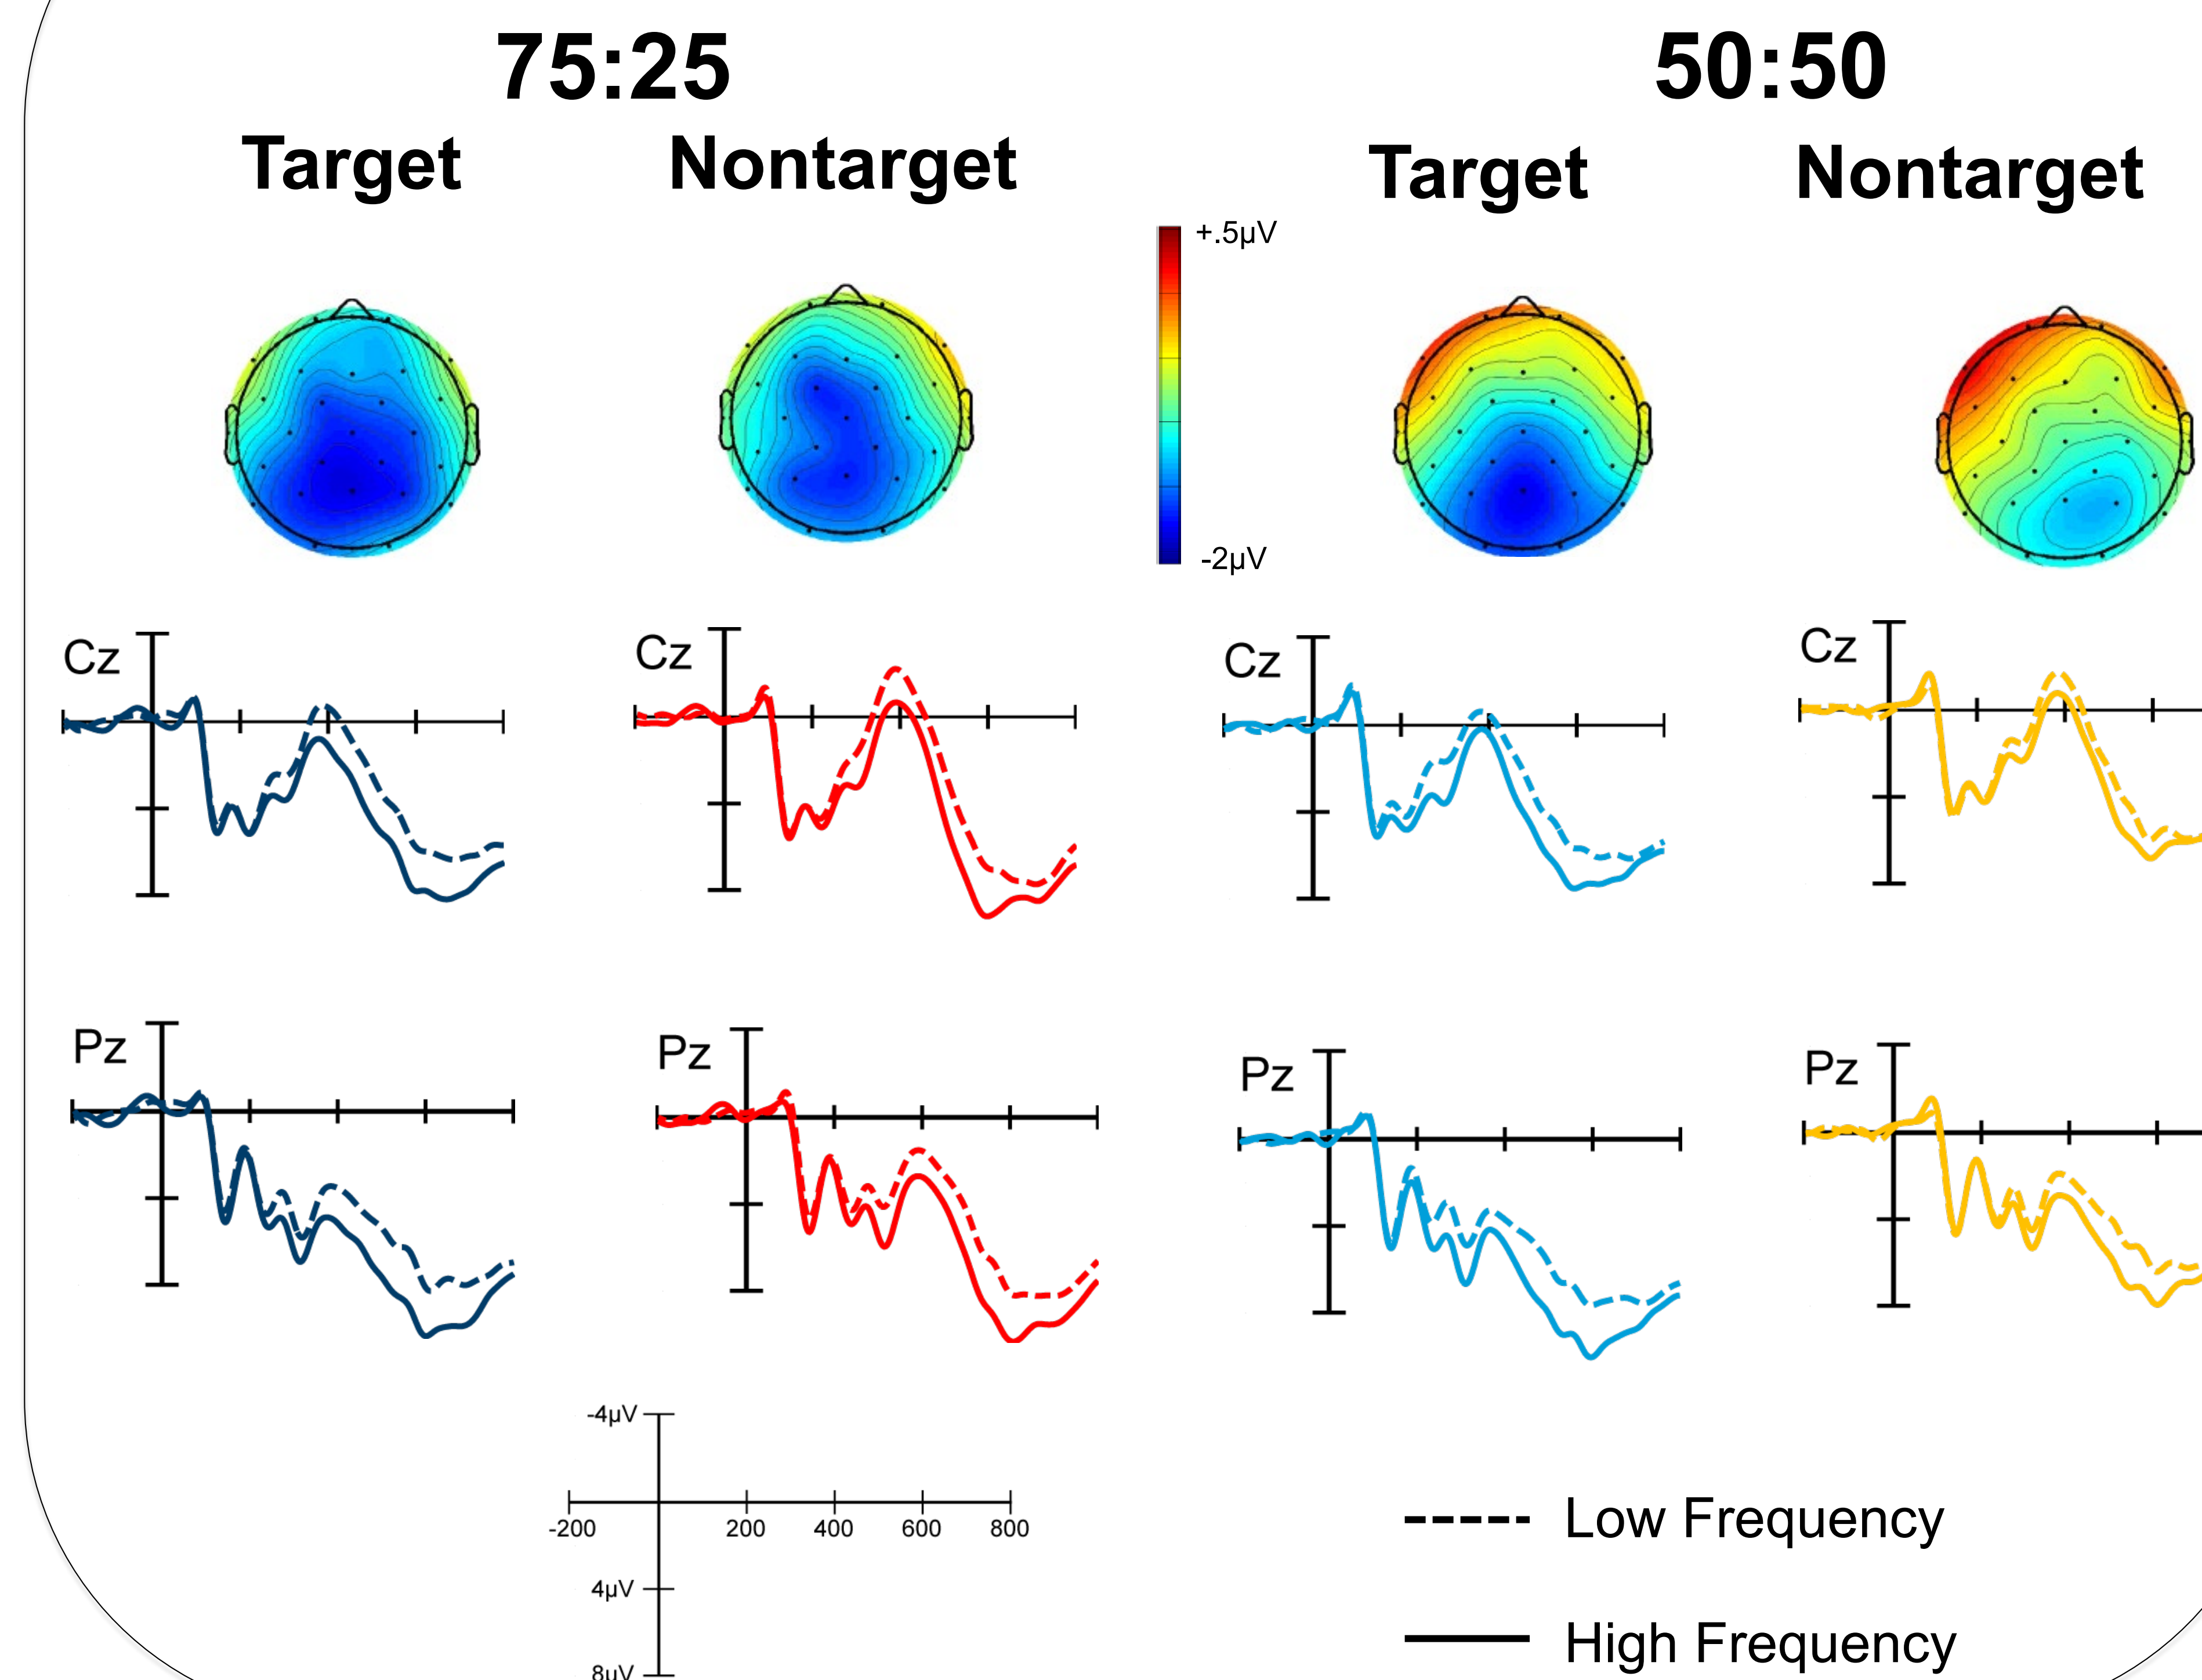 75:25
50:50
Target
Nontarget
Target
Nontarget
+.5µV
-2µV
Cz
Cz
Cz
Cz
Pz
Pz
Pz
Pz
-4µV
-200
200
400
600
800
4µV
8µV
Low Frequency
High Frequency